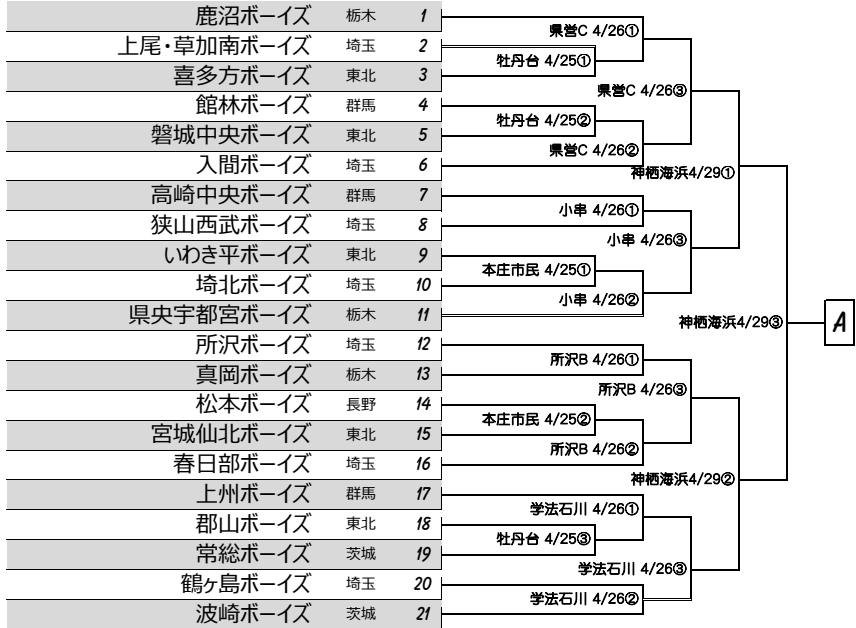 鹿沼ボーイズ 栃木 1
県営C 4/26①
上尾・草加南ボーイズ 埼玉 2
牡丹台 4/25①
喜多方ボーイズ 東北 3
県営C 4/26③
館林ボーイズ 群馬 4
牡丹台 4/25②
磐城中央ボーイズ 東北 5
県営C 4/26②
入間ボーイズ 埼玉 6
神栖海浜4/29①
高崎中央ボーイズ 群馬 7
小串 4/26①
狭山西武ボーイズ 埼玉 8
小串 4/26③
いわき平ボーイズ 東北 9
本庄市民 4/25①
埼北ボーイズ 埼玉 10
小串 4/26②
県央宇都宮ボーイズ 栃木 11
神栖海浜4/29③
A
所沢ボーイズ 埼玉 12
所沢B 4/26①
真岡ボーイズ 栃木 13
所沢B 4/26③
松本ボーイズ 長野 14
本庄市民 4/25②
宮城仙北ボーイズ 東北 15
所沢B 4/26②
春日部ボーイズ 埼玉 16
神栖海浜4/29②
上州ボーイズ 群馬 17
学法石川 4/26①
郡山ボーイズ 東北 18
牡丹台 4/25③
常総ボーイズ 茨城 19
学法石川 4/26③
鶴ヶ島ボーイズ 埼玉 20
学法石川 4/26②
波崎ボーイズ 茨城 21